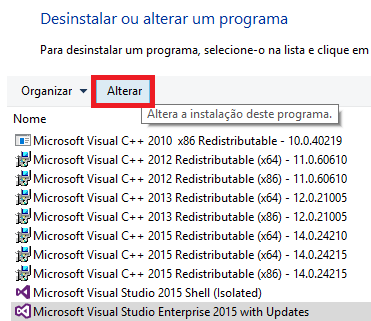 Desinstalar ou alterar um programa
Para desinstalar um programa, selecione-o na lista e clique em
Organizar Alterar
Altera a instalação deste programa.
Nome
Microsoft Visual C++ 2010 x86 Redistributable - 10.0.40219
Microsoft Visual C++ 2012 Redistributable (x64) - 11.0.60610
Microsoft Visual C++ 2012 Redistributable (x86) - 11.0.60610
Microsoft Visual C++ 2013 Redistributable (x64) - 12.0.21005
Microsoft Visual C++ 2013 Redistributable (x86) - 12.0.21005
Microsoft Visual C++ 2015 Redistributable (x64) - 14.0.24210
Microsoft Visual C++ 2015 Redistributable (x64) - 14.0.24215
Microsoft Visual C++ 2015 Redistributable (x86) - 14.0.24215
Microsoft Visual Studio 2015 Shell (Isolated)
Microsoft Visual Studio Enterprise 2015 with Updates